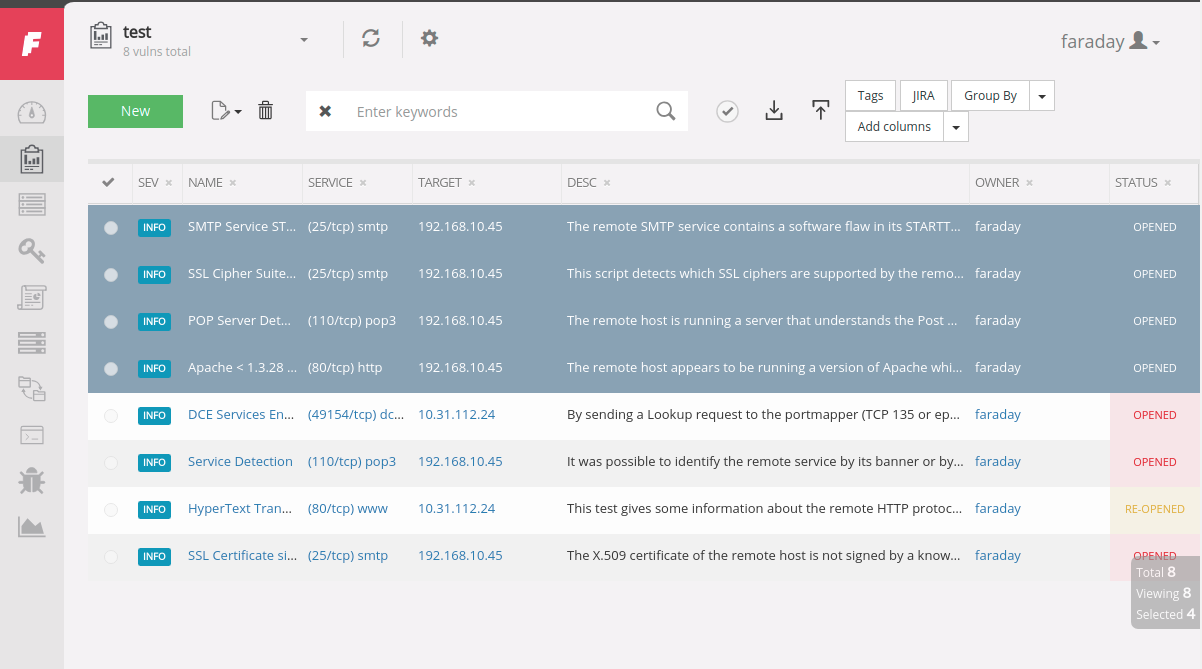 test
8 vulns total
faraday
New
Enter keywords
Tags JIRA Group By
Add columns
SEV NAME SERVICE TARGET DESC OWNER STATUS
INFO SMTP Service ST... (25/tcp) smtp 192.168.10.45 The remote SMTP service contains a software flaw in its STARTT... faraday OPENED
INFO SSL Cipher Suite... (25/tcp) smtp 192.168.10.45 This script detects which SSL ciphers are supported by the remo... faraday OPENED
INFO POP Server Det... (110/tcp) pop3 192.168.10.45 The remote host is running a server that understands the Post ... faraday OPENED
INFO Apache < 1.3.28 ... (80/tcp) http 192.168.10.45 The remote host appears to be running a version of Apache whi... faraday OPENED
INFO DCE Services En... (49154/tcp) dc... 10.31.112.24 By sending a Lookup request to the portmapper (TCP 135 or ep... faraday OPENED
INFO Service Detection (110/tcp) pop3 192.168.10.45 It was possible to identify the remote service by its banner or by... faraday OPENED
INFO HyperText Tran... (80/tcp) www 10.31.112.24 This test gives some information about the remote HTTP protoc... faraday RE-OPENED
INFO SSL Certificate si... (25/tcp) smtp 192.168.10.45 The X.509 certificate of the remote host is not signed by a know... faraday OPENED
Total 8
Viewing 8
Selected 4